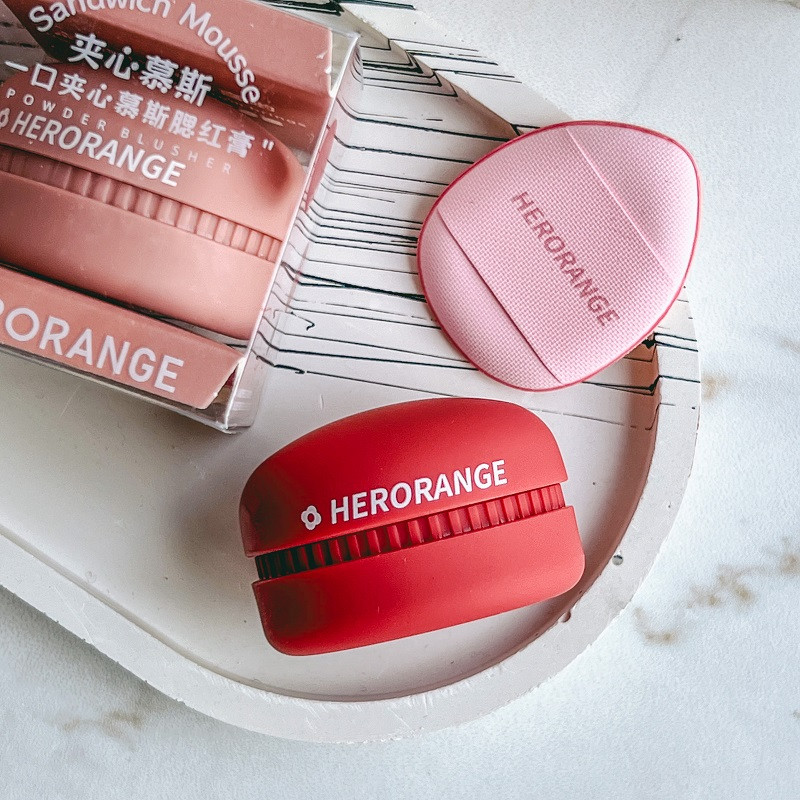 Sandwich Mousse
夹心慕斯
一口夹心慕斯腮红膏"
POWDER BLUSHER
HERORANGE
RORANGE
HERORANGE
HERORANGE